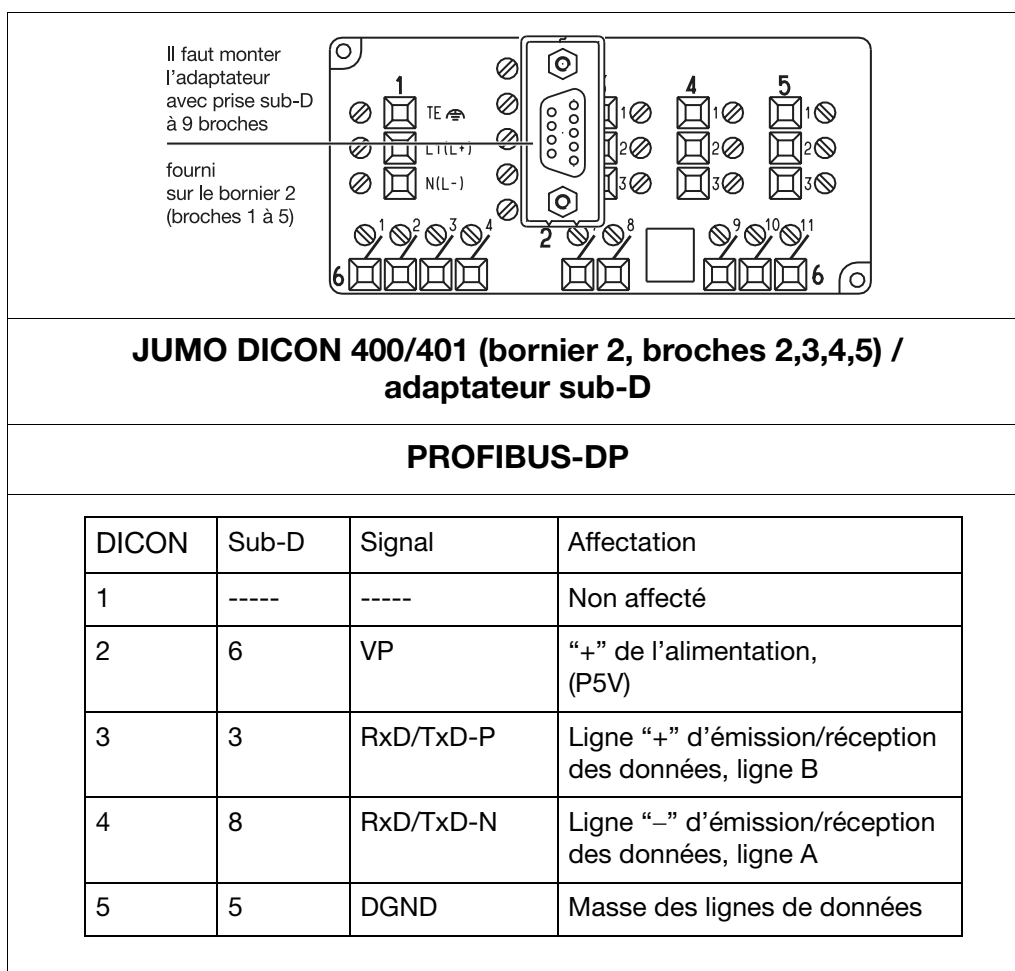 Il faut monter
l'adaptateur
avec prise sub-D
à 9 broches
fourni
sur le bornier 2
(broches 1 à 5)
1
TE
L1(L+)
N(L-)
2
4
1
2
3
5
1
2
3
1
2
3
6
1
2
3
4
8
9
10
11
6
JUMO DICON 400/401 (bornier 2, broches 2,3,4,5) /
adaptateur sub-D
PROFIBUS-DP
DICON Sub-D Signal Affectation
1 ----- ----- Non affecté
2 6 VP “+” de l’alimentation,
(P5V)
3 3 RxD/TxD-P Ligne “+” d’émission/réception
des données, ligne B
4 8 RxD/TxD-N Ligne “–” d’émission/réception
des données, ligne A
5 5 DGND Masse des lignes de données